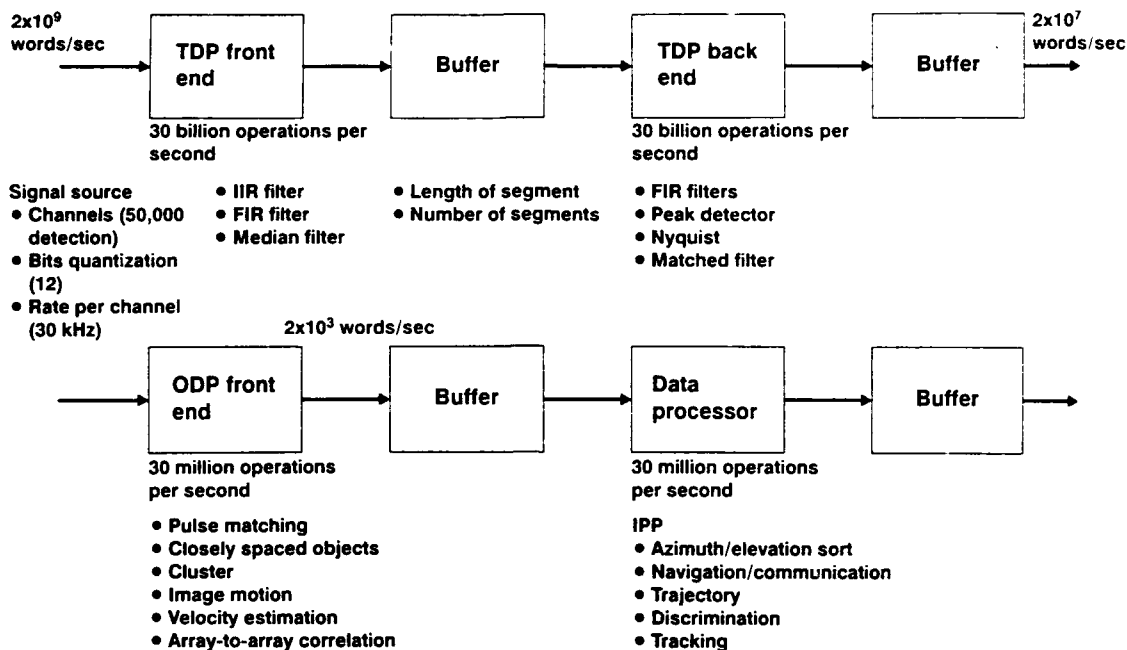 2x10⁹
words/sec
TDP front
end
Buffer
TDP back
end
Buffer
2x10⁷
words/sec
30 billion operations per
second
30 billion operations per
second
Signal source
• Channels (50,000
detection)
• Bits quantization
(12)
• Rate per channel
(30 kHz)
• IIR filter
• FIR filter
• Median filter
• Length of segment
• Number of segments
• FIR filters
• Peak detector
• Nyquist
• Matched filter
2x10³ words/sec
ODP front
end
Buffer
Data
processor
Buffer
30 million operations
per second
30 million operations
per second
• Pulse matching
• Closely spaced objects
• Cluster
• Image motion
• Velocity estimation
• Array-to-array correlation
IPP
• Azimuth/elevation sort
• Navigation/communication
• Trajectory
• Discrimination
• Tracking